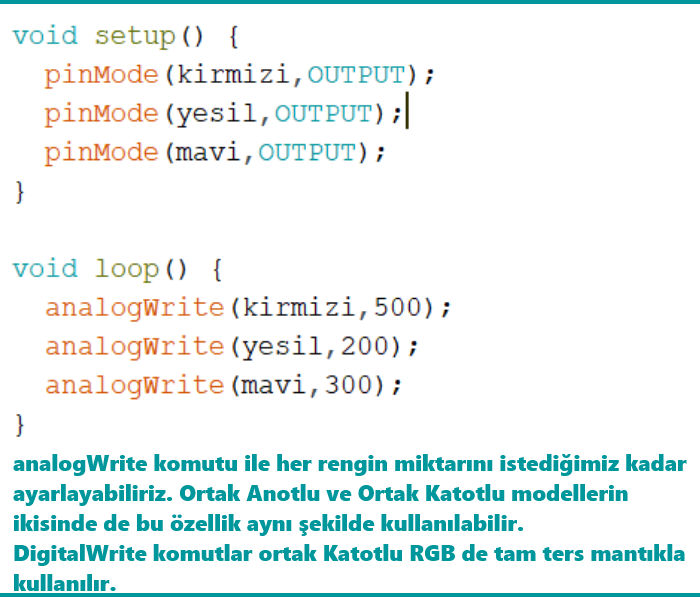 void setup() {
  pinMode(kirmizi,OUTPUT);
  pinMode(yesil,OUTPUT);
  pinMode(mavi,OUTPUT);
}
void loop() {
  analogWrite(kirmizi,500);
  analogWrite(yesil,200);
  analogWrite(mavi,300);
}
analogWrite komutu ile her rengin miktarını istediğimiz kadar
ayarlayabiliriz. Ortak Anotlu ve Ortak Katotlu modellerin
ikisinde de bu özellik aynı şekilde kullanılabilir.
DigitalWrite komutlar ortak Katotlu RGB de tam ters mantıkla
kullanılır.